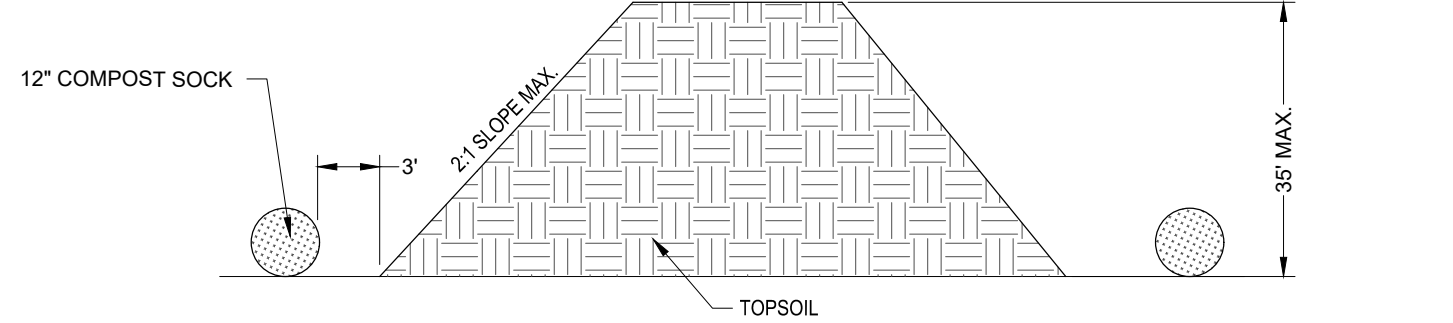 12" COMPOST SOCK
3'
2:1 SLOPE MAX.
35' MAX.
TOPSOIL